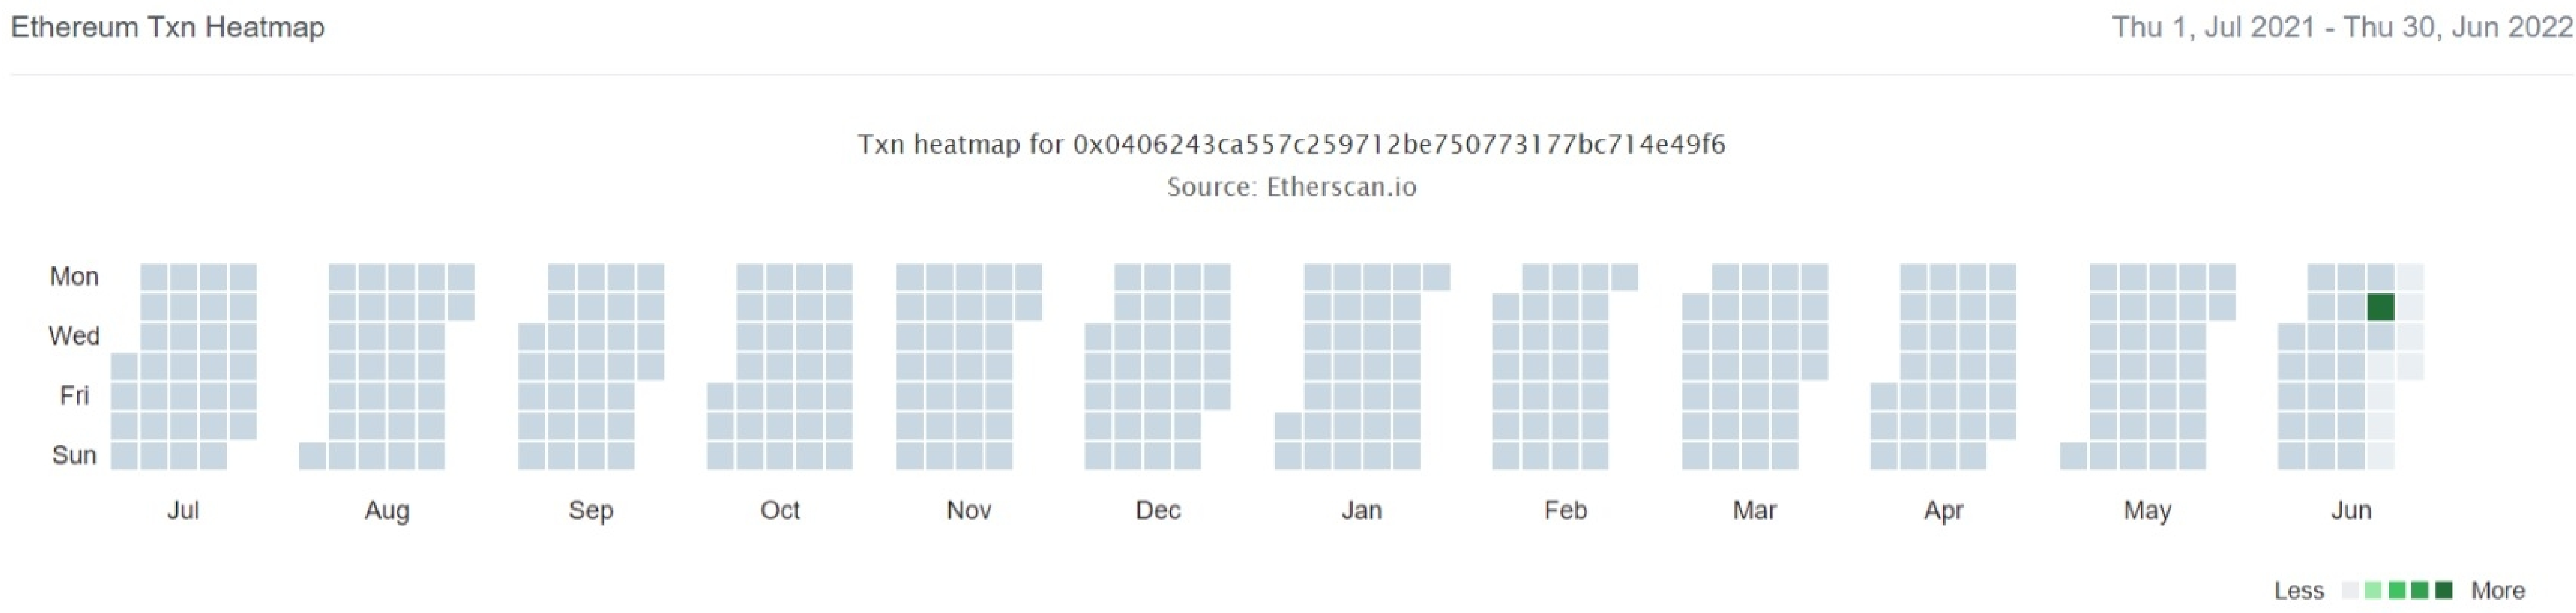 Ethereum Txn Heatmap
Thu 1, Jul 2021 - Thu 30, Jun 2022
Txn heatmap for 0x0406243ca557c259712be750773177bc714e49f6
Source: Etherscan.io
Mon
Wed
Fri
Sun
Jul Aug Sep Oct Nov Dec Jan Feb Mar Apr May Jun
Less More